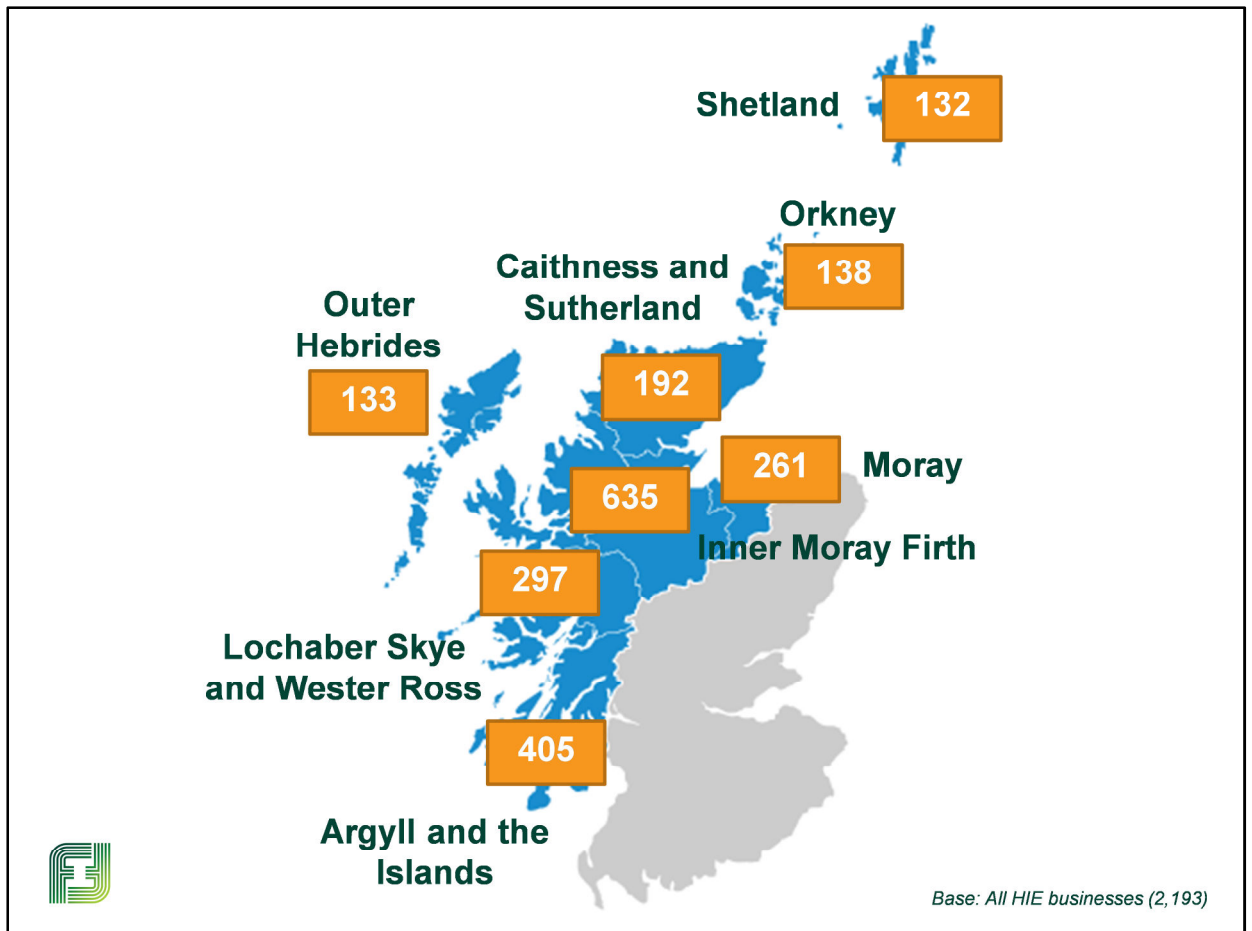 Shetland
132
Orkney
138
Caithness and
Sutherland
192
Outer
Hebrides
133
261
Moray
635
Inner Moray Firth
297
Lochaber Skye
and Wester Ross
405
Argyll and the
Islands
Base: All HIE businesses (2,193)